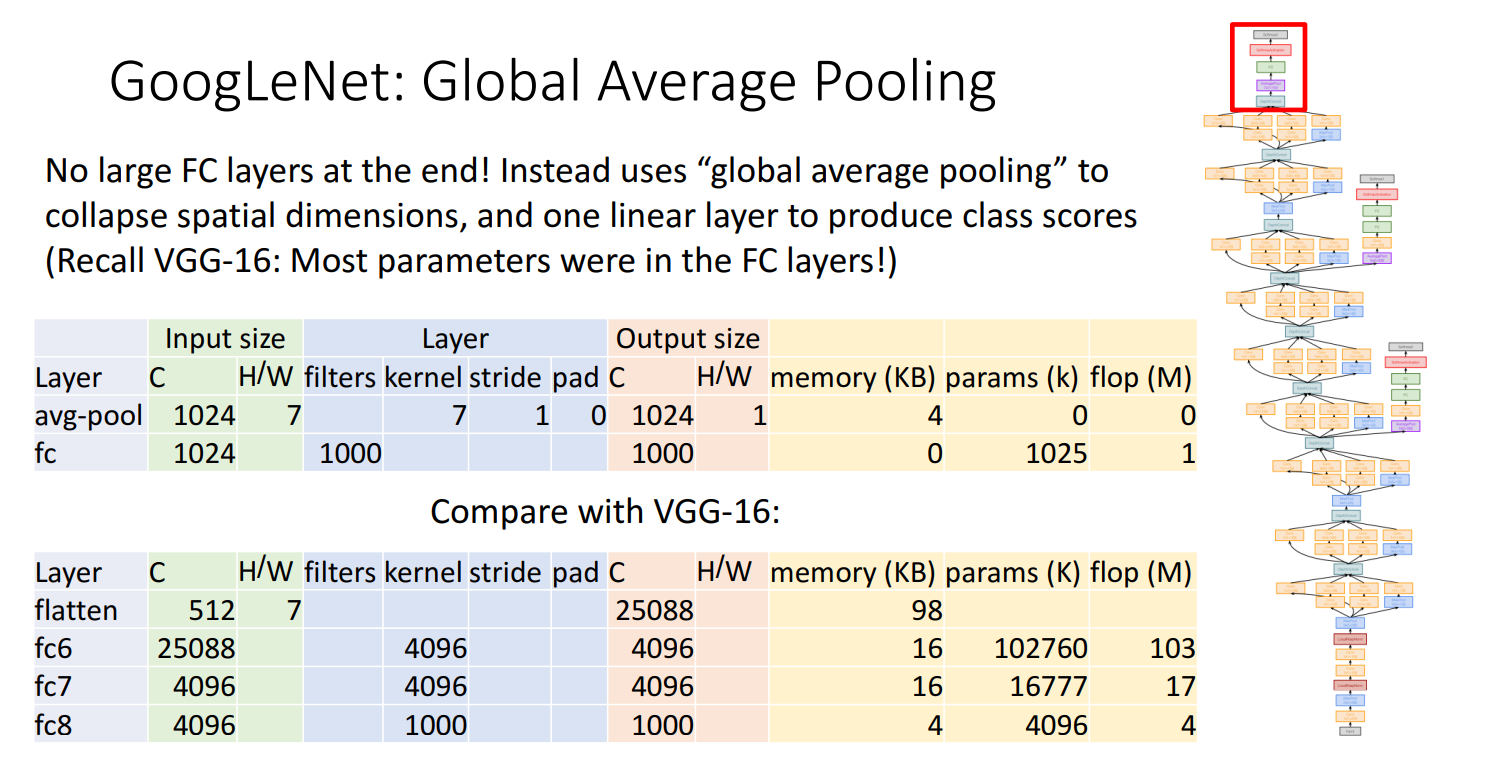 GoogLeNet: Global Average Pooling
No large FC layers at the end! Instead uses “global average pooling” to
collapse spatial dimensions, and one linear layer to produce class scores
(Recall VGG-16: Most parameters were in the FC layers!)
Input size Layer Output size
Layer C H/W filters kernel stride pad C H/W memory (KB) params (k) flop (M)
avg-pool 1024 7 7 1 0 1024 1 4 0 0
fc 1024 1000 1000 0 1025 1
Compare with VGG-16:
Layer C H/W filters kernel stride pad C H/W memory (KB) params (K) flop (M)
flatten 512 7 25088 98
fc6 25088 4096 4096 16 102760 103
fc7 4096 4096 4096 16 16777 17
fc8 4096 1000 1000 4 4096 4